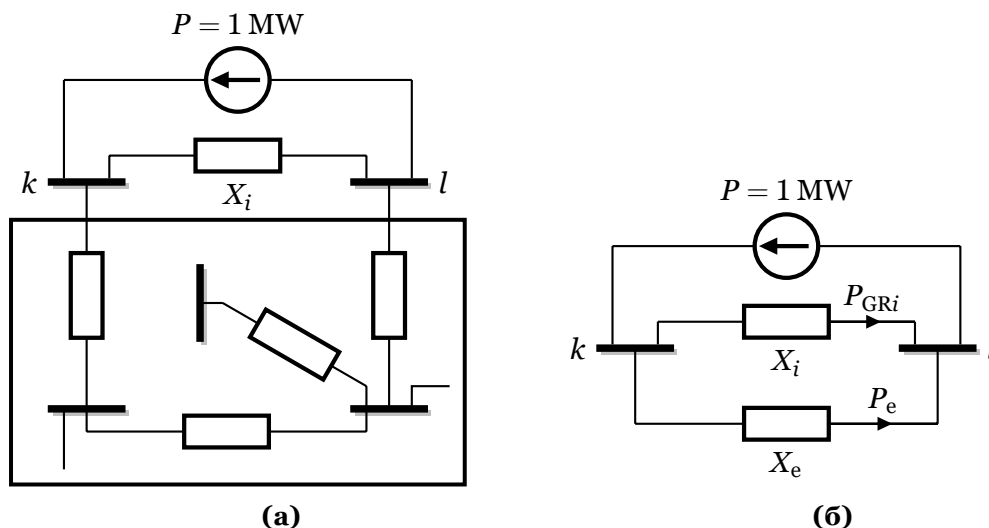 P = 1 MW
k
l
X_i
(а)
P = 1 MW
P_GRi
k
X_i
P_e
X_e
(б)